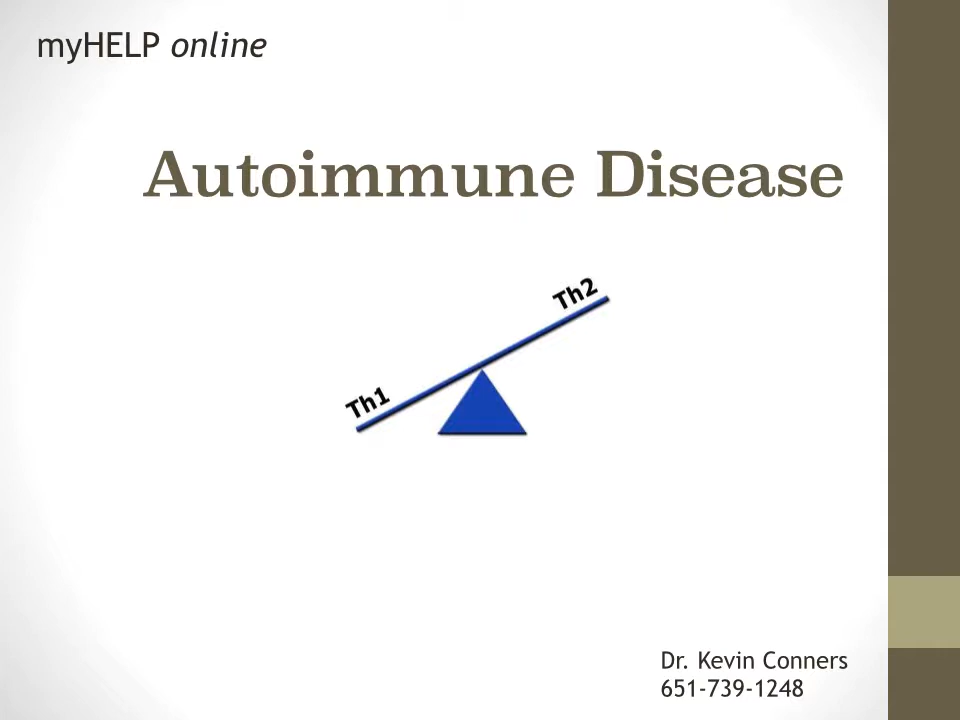 myHELP online
Autoimmune Disease
Th2
Th1
Dr. Kevin Conners
651-739-1248